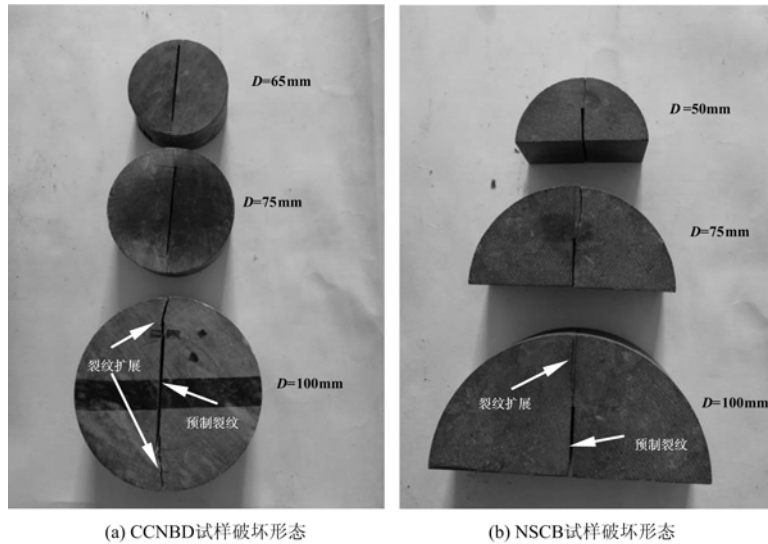 D=65mm
D=75mm
裂纹扩展
D=100mm
预制裂纹
(a) CCNBD试样破坏形态
D=50mm
D=75mm
D=100mm
裂纹扩展
预制裂纹
(b) NSCB试样破坏形态